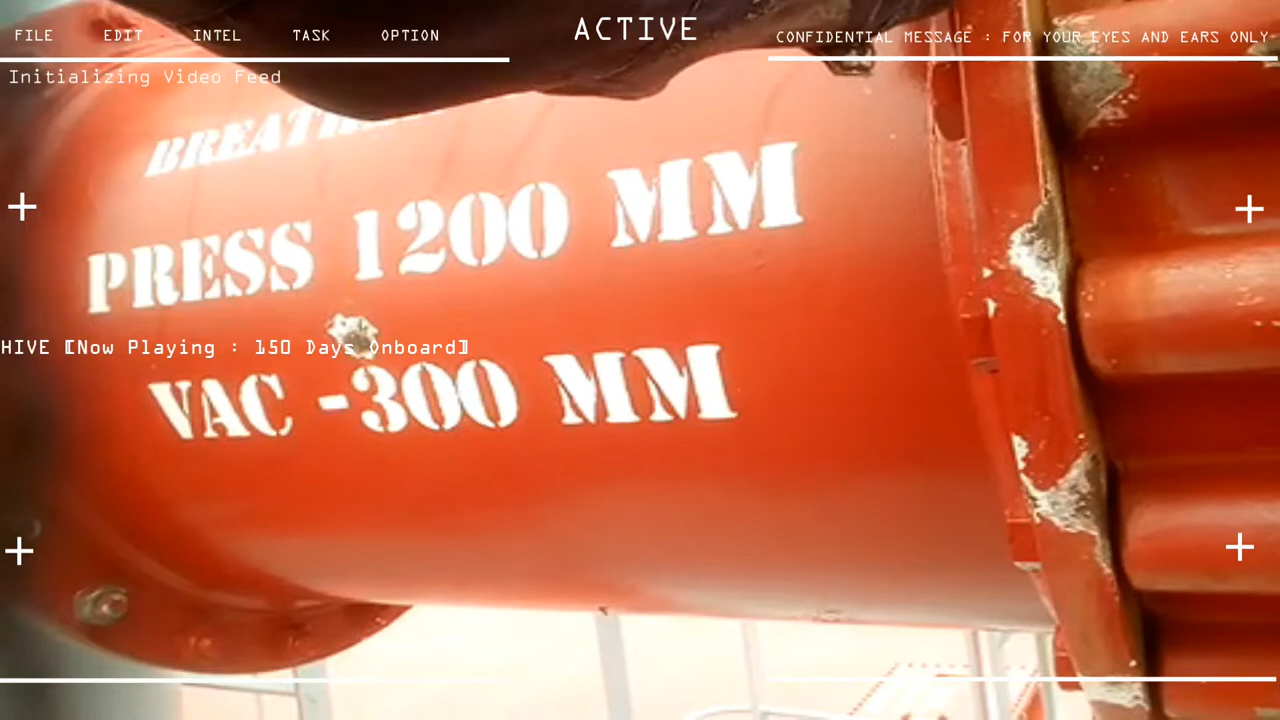 FILE EDIT INTEL TASK OPTION
ACTIVE
CONFIDENTIAL MESSAGE : FOR YOUR EYES AND EARS ONLY
Initializing Video Feed
PRESS 1200 MM
HIVE [Now Playing : 150 Days Onboard]
VAC -300 MM